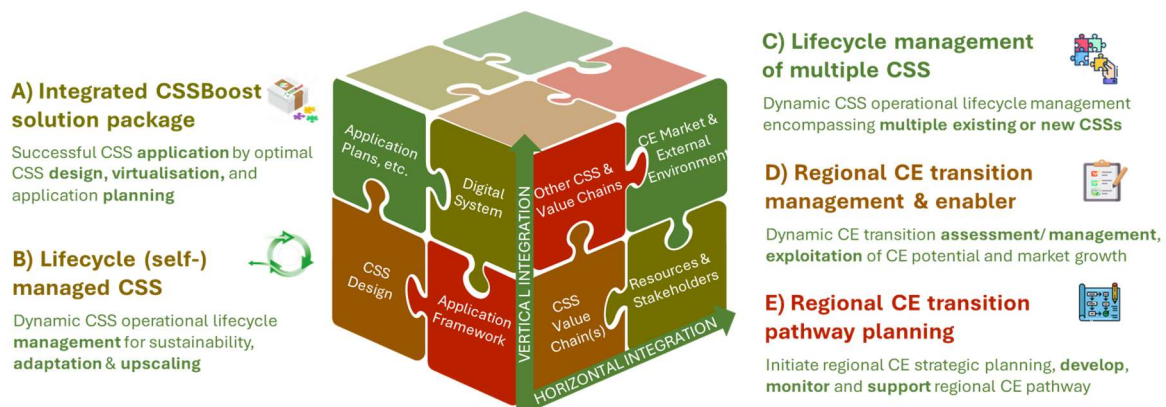 A) Integrated CSSBoost
solution package
Successful CSS application by optimal
CSS design, virtualisation, and
application planning
B) Lifecycle (self-)
managed CSS
Dynamic CSS operational lifecycle
management for sustainability,
adaptation & upscaling
Application
Plans, etc.
Digital
System
CSS
Design
Application
Framework
VERTICAL INTEGRATION
Other CSS &
Value Chains
CE Market &
External
Environment
CSS
Value
Chain(s)
Resources &
Stakeholders
HORIZONTAL INTEGRATION
C) Lifecycle management
of multiple CSS
Dynamic CSS operational lifecycle management
encompassing multiple existing or new CSSs
D) Regional CE transition
management & enabler
Dynamic CE transition assessment/ management,
exploitation of CE potential and market growth
E) Regional CE transition
pathway planning
Initiate regional CE strategic planning, develop,
monitor and support regional CE pathway